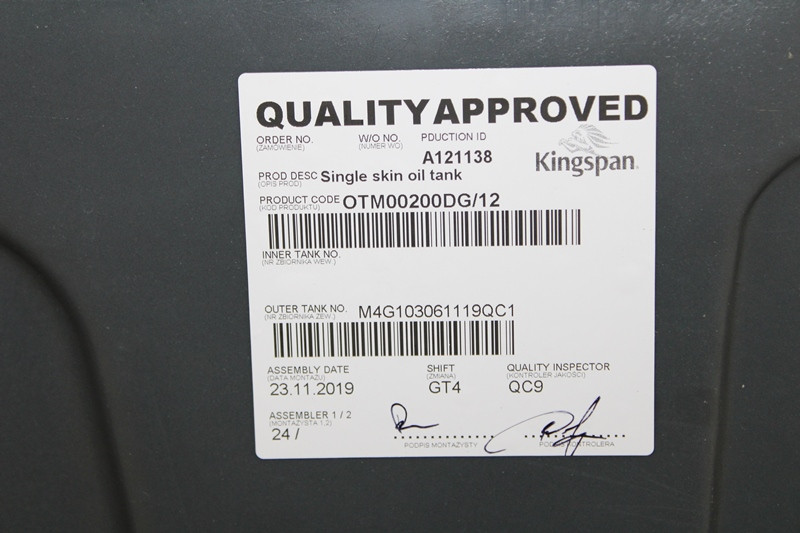 QUALITY APPROVED
ORDER NO. W/O NO. PDUCTION ID
(ZAMÓWIENIE) (NUMER WO)
A121138
Kingspan.
PROD DESC Single skin oil tank
(OPIS PROD)
PRODUCT CODE OTM00200DG/12
(KOD PRODUKTU)
INNER TANK NO.
(NR ZBIORNIKA WEW.)
OUTER TANK NO. M4G103061119QC1
(NR ZBIORNIKA ZEW.)
ASSEMBLY DATE SHIFT QUALITY INSPECTOR
(DATA MONTAŻU) (ZMIANA) (KONTROLER JAKOŚCI)
23.11.2019 GT4 QC9
ASSEMBLER 1 / 2
(MONTAŻYSTA 1,2)
24 /
PODPIS MONTAŻYSTY